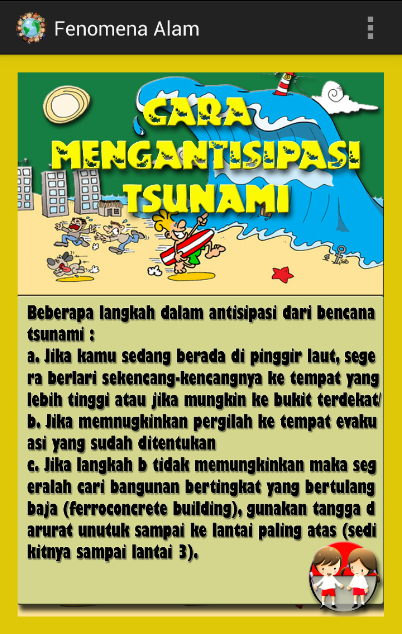 Fenomena Alam
CARA
MENGANTISIPASI
TSUNAMI
Beberapa langkah dalam antisipasi dari bencana
tsunami :
a. Jika kamu sedang berada di pinggir laut, sege
ra berlari sekencang-kencangnya ke tempat yang
lebih tinggi atau jika mungkin ke bukit terdekat/
b. Jika memnugkinkan pergilah ke tempat evaku
asi yang sudah ditentukan
c. Jika langkah b tidak memungkinkan maka seg
eralah cari bangunan bertingkat yang bertulang
baja (ferroconcrete building), gunakan tangga d
arurat unutuk sampai ke lantai paling atas (sedi
kitnya sampai lantai 3).